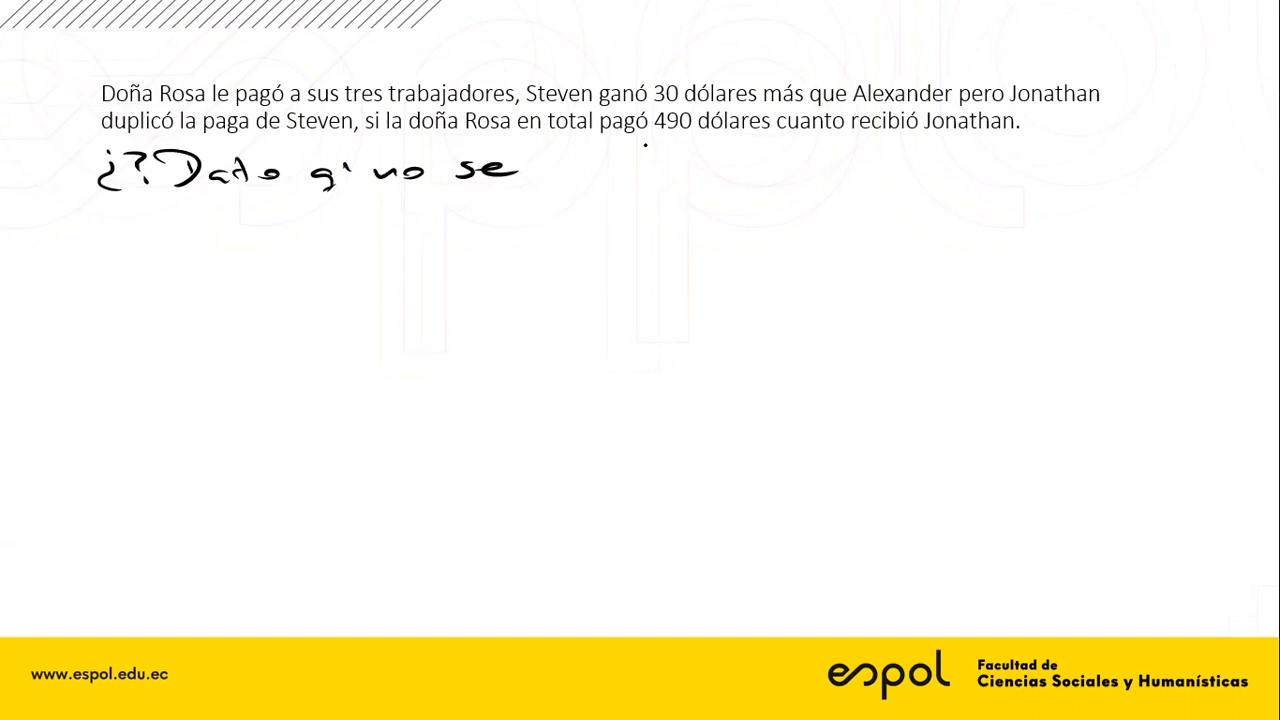 Doña Rosa le pagó a sus tres trabajadores, Steven ganó 30 dólares más que Alexander pero Jonathan
duplicó la paga de Steven, si la doña Rosa en total pagó 490 dólares cuanto recibió Jonathan.
¿? Dato q' no se
www.espol.edu.ec
espol
Facultad de
Ciencias Sociales y Humanísticas